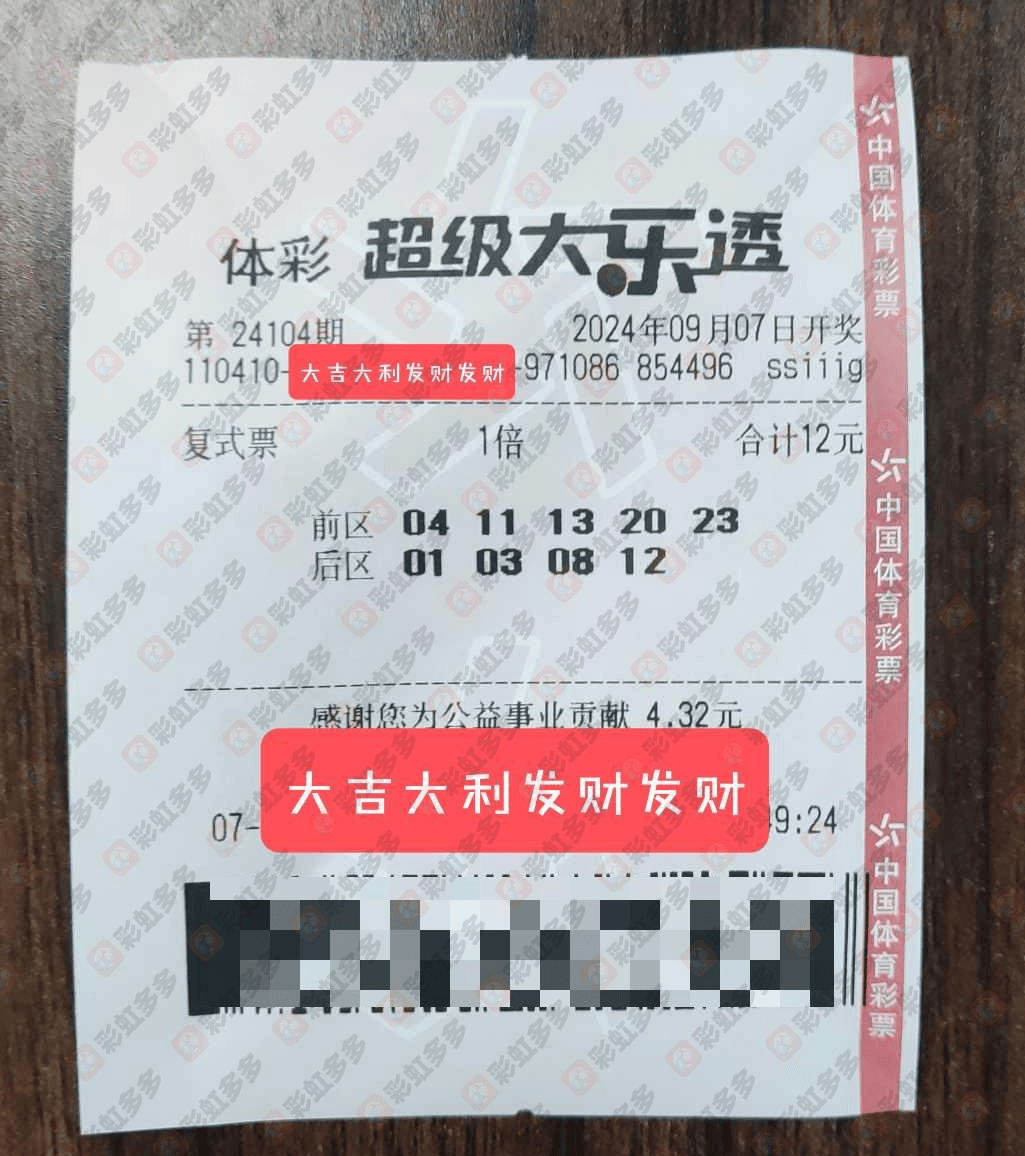 体彩 超级大乐透
第 24104期 2024年09月07日开奖
110410- 大吉大利发财发财 -971086 854496 ssiiig
复式票 1倍 合计12元
前区 04 11 13 20 23
后区 01 03 08 12
感谢您为公益事业贡献 4.32元
大吉大利发财发财
07- 49:24
中国体育彩票
中国体育彩票
中国体育彩票
彩虹多多